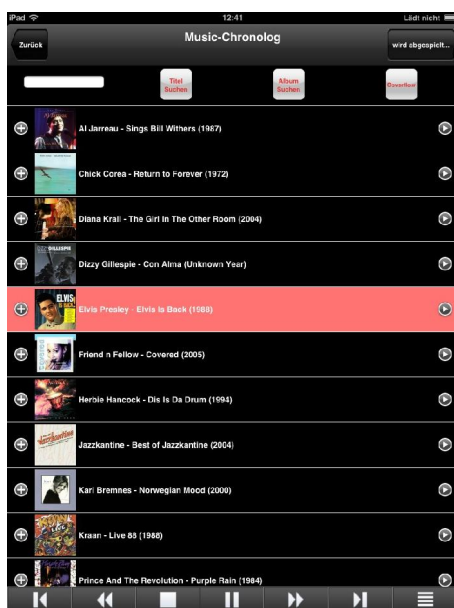 iPad
12:41
Lädt nicht
Zurück
Music-Chronolog
wird abgespielt...
Titel
Suchen
Album
Suchen
Coverflow
Al Jarreau - Sings Bill Withers (1987)
Chick Corea - Return to Forever (1972)
Diana Krall - The Girl In The Other Room (2004)
GILLESPIE
Dizzy Gillespie - Con Alma (Unknown Year)
ELVIS
Elvis Presley - Elvis Is Back (1988)
Friend n Fellow - Covered (2005)
Herbie Hancock - Dis Is Da Drum (1994)
Jazzkantine
Jazzkantine - Best of Jazzkantine (2004)
Kari Bremnes - Norwegian Mood (2000)
Kraan - Live 88 (1988)
Prince And The Revolution - Purple Rain (1984)